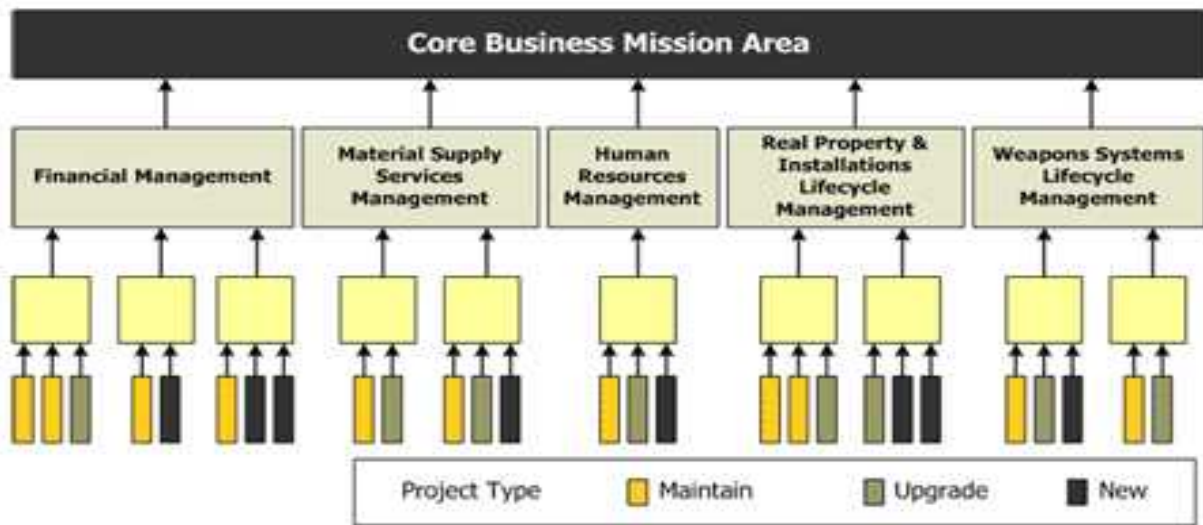 Core Business Mission Area
Financial Management
Material Supply
Services
Management
Human
Resources
Management
Real Property &
Installations
Lifecycle
Management
Weapons Systems
Lifecycle
Management
Project Type
Maintain
Upgrade
New